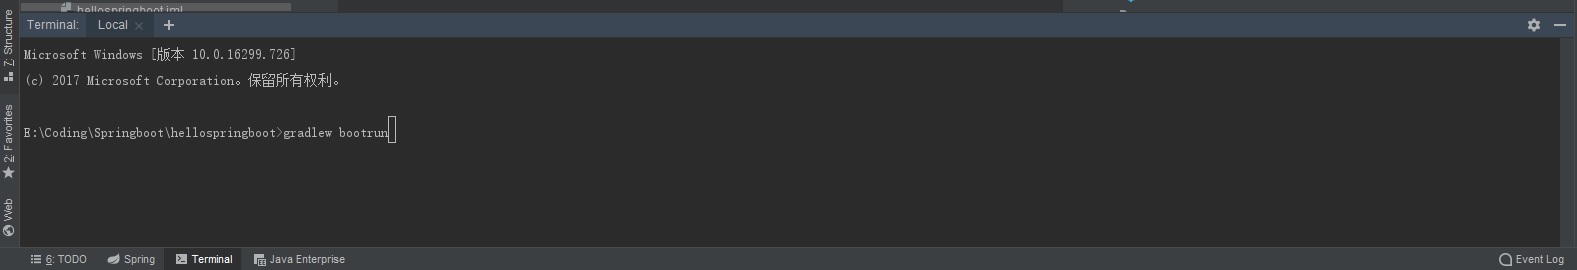 hellospringboot.iml
Terminal: Local
Microsoft Windows [版本 10.0.16299.726]
(c) 2017 Microsoft Corporation。保留所有权利。
E:\Coding\Springboot\hellospringboot>gradlew bootrun
7: Structure
2: Favorites
Web
6: TODO Spring Terminal Java Enterprise Event Log